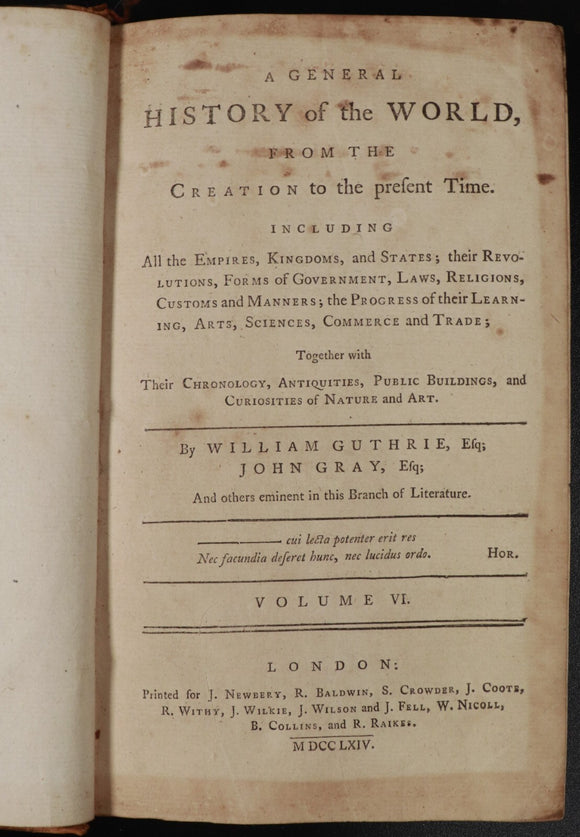 A GENERAL
HISTORY of the WORLD,
FROM THE
CREATION to the preſent Time.
INCLUDING
All the EMPIRES, KINGDOMS, and STATES; their REVO-
LUTIONS, FORMS of GOVERNMENT, LAWS, RELIGIONS,
CUSTOMS and MANNERS; the PROGRESS of their LEARN-
ING, ARTS, SCIENCES, COMMERCE and TRADE;
Together with
Their CHRONOLOGY, ANTIQUITIES, PUBLIC BUILDINGS, and
CURIOSITIES of NATURE and ART.
By WILLIAM GUTHRIE, Eſq;
JOHN GRAY, Eſq;
And others eminent in this Branch of Literature.
———— cui lecta potenter erit res
Nec facundia deſeret hunc, nec lucidus ordo. HOR.
VOLUME VI.
LONDON:
Printed for J. NEWBERY, R. BALDWIN, S. CROWDER, J. COOTE,
R. WITHY, J. WILKIE, J. WILSON and J. FELL, W. NICOLL,
B. COLLINS, and R. RAIKES.
M DCC LXIV.